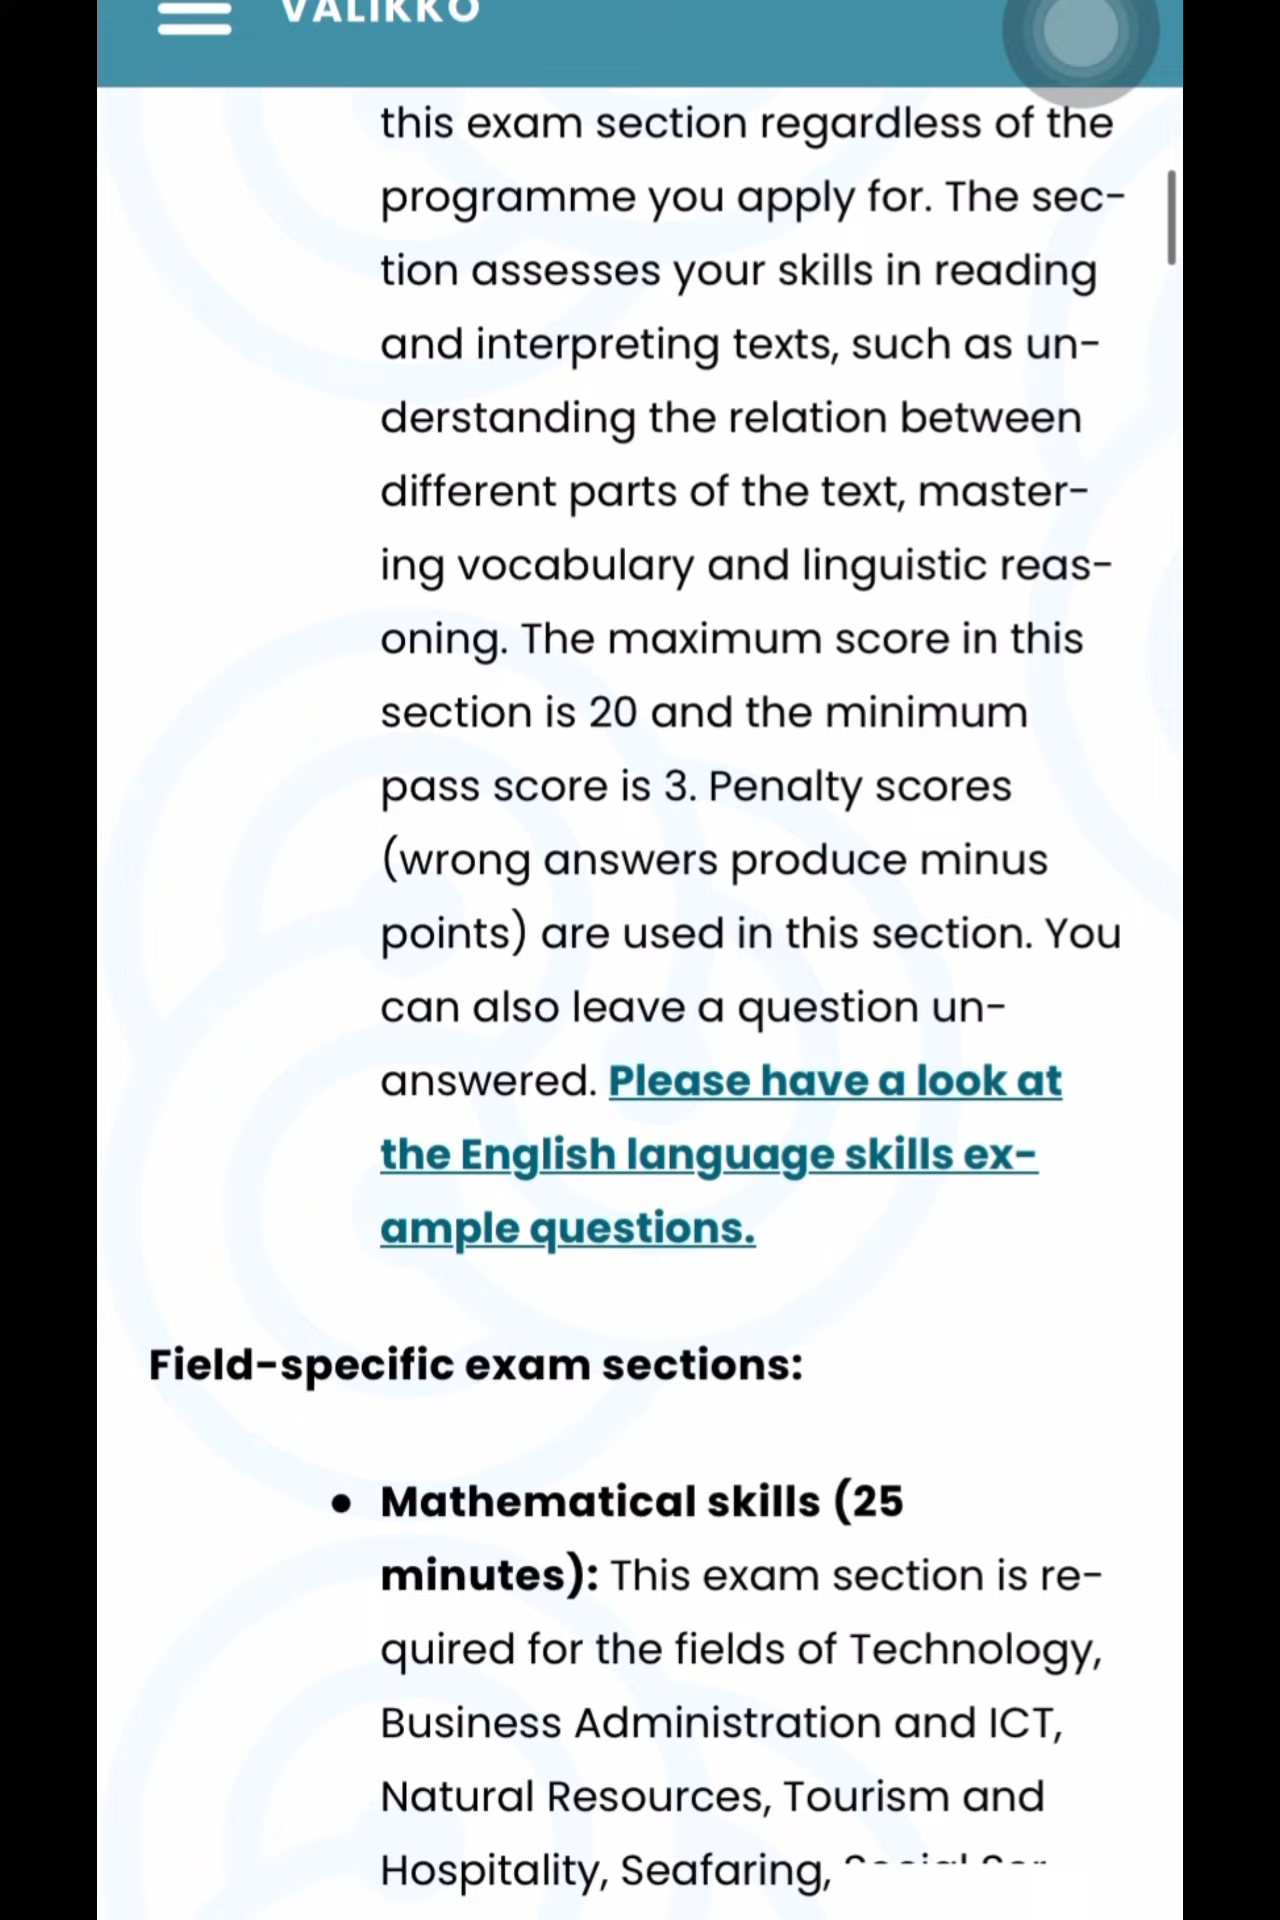 VALIKKO
this exam section regardless of the
programme you apply for. The sec-
tion assesses your skills in reading
and interpreting texts, such as un-
derstanding the relation between
different parts of the text, master-
ing vocabulary and linguistic reas-
oning. The maximum score in this
section is 20 and the minimum
pass score is 3. Penalty scores
(wrong answers produce minus
points) are used in this section. You
can also leave a question un-
answered. Please have a look at
the English language skills ex-
ample questions.
Field-specific exam sections:
• Mathematical skills (25
minutes): This exam section is re-
quired for the fields of Technology,
Business Administration and ICT,
Natural Resources, Tourism and
Hospitality, Seafaring,